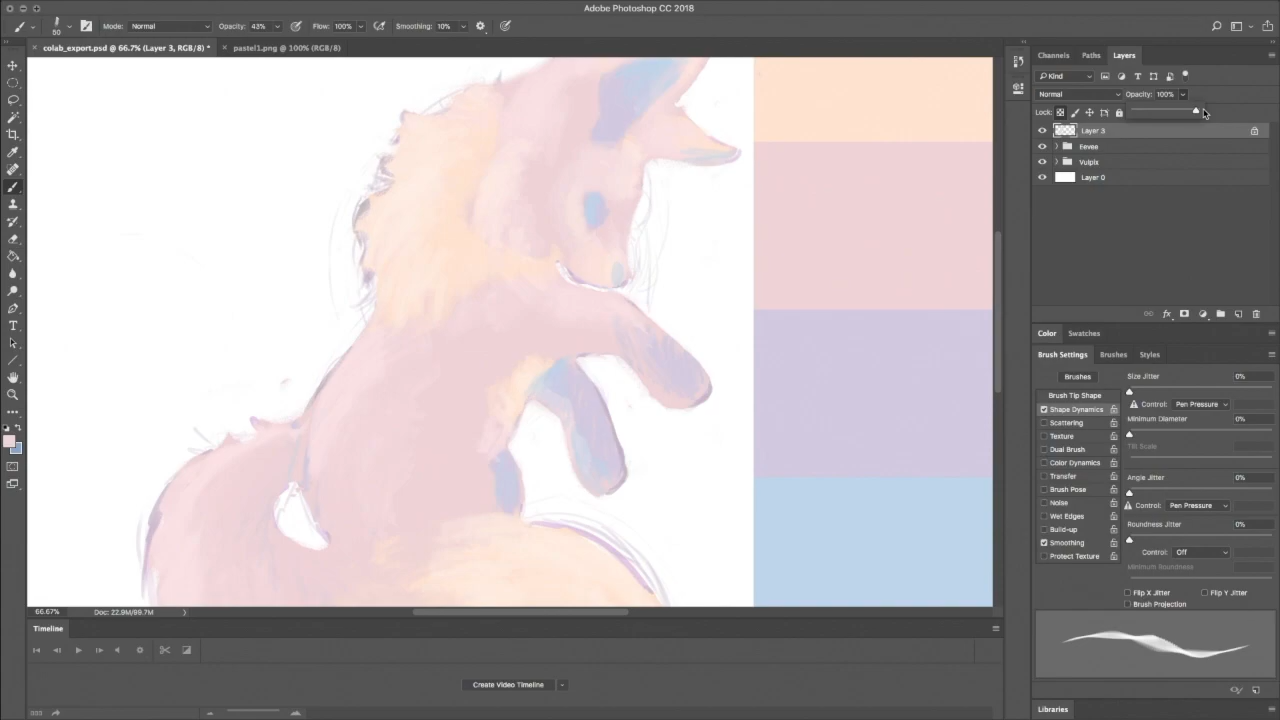 Adobe Photoshop CC 2018
50 Mode: Normal Opacity: 43% Flow: 100% Smoothing: 10%
× colab_export.psd @ 66.7% (Layer 3, RGB/8) * × pastel1.png @ 100% (RGB/8)
Channels Paths Layers
Kind
Normal Opacity: 100%
Lock:
Layer 3
Eevee
Vulpix
Layer 0
fx
Color Swatches
Brush Settings Brushes Styles
Brushes Size Jitter 0%
Brush Tip Shape
Shape Dynamics Control: Pen Pressure
Scattering Minimum Diameter 0%
Texture
Dual Brush Tilt Scale
Color Dynamics
Transfer Angle Jitter 0%
Brush Pose
Noise Control: Pen Pressure
Wet Edges
Build-up Roundness Jitter 0%
Smoothing
Protect Texture Control: Off
Minimum Roundness
Flip X Jitter Flip Y Jitter
Brush Projection
66.67% Doc: 22.9M/99.7M
Timeline
Create Video Timeline
Libraries